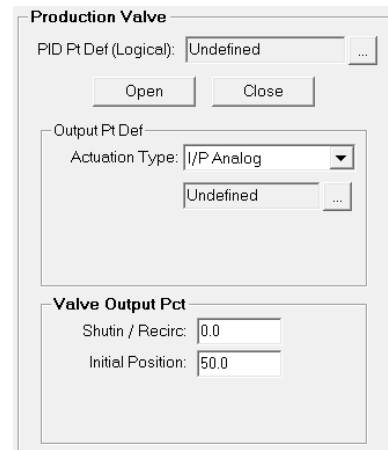 Production Valve
PID Pt Def (Logical): Undefined ...
Open Close
Output Pt Def
Actuation Type: I/P Analog
Undefined ...
Valve Output Pct
Shutin / Recirc: 0.0
Initial Position: 50.0